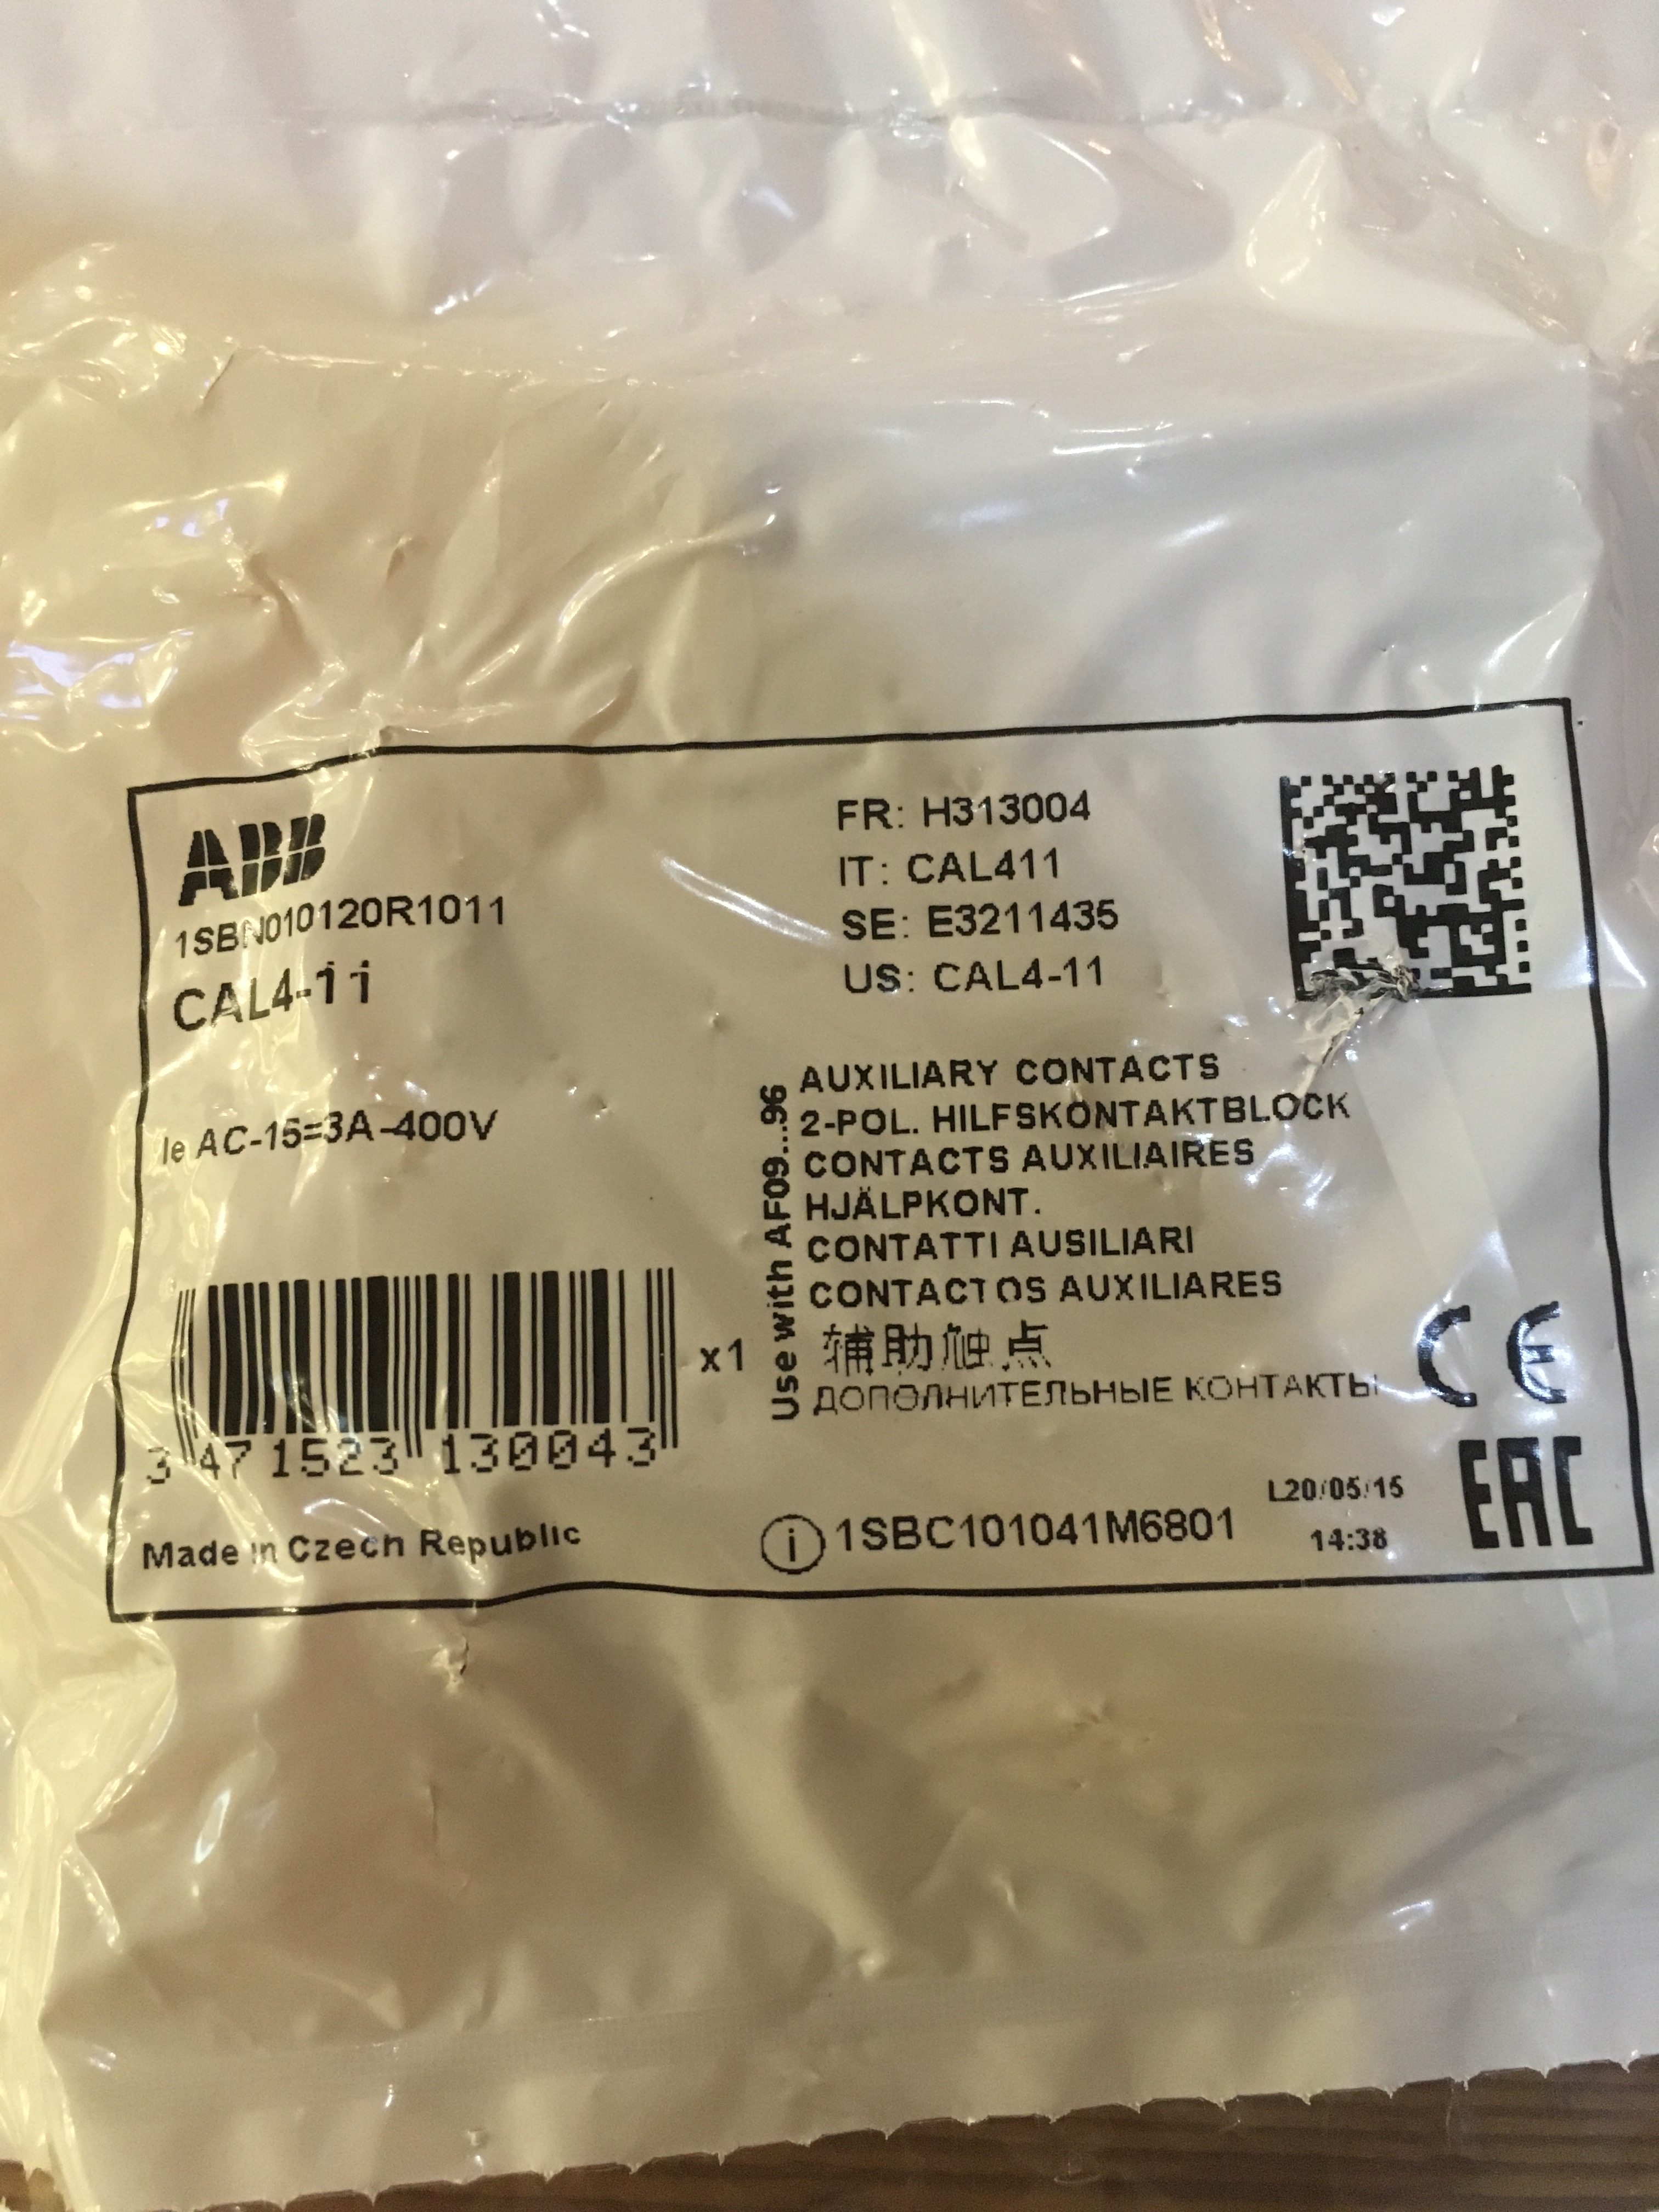 ABB
1SBN010120R1011
CAL4-11
Ie AC-15=3A-400V
3 471523 130043
x1
Made in Czech Republic
FR: H313004
IT: CAL411
SE: E3211435
US: CAL4-11
Use with AF09...96
AUXILIARY CONTACTS
2-POL. HILFSKONTAKTBLOCK
CONTACTS AUXILIAIRES
HJÄLPKONT.
CONTATTI AUSILIARI
CONTACTOS AUXILIARES
辅助触点
ДОПОЛНИТЕЛЬНЫЕ КОНТАКТЫ
CE
i 1SBC101041M6801
L20/05/15
14:38
EAC